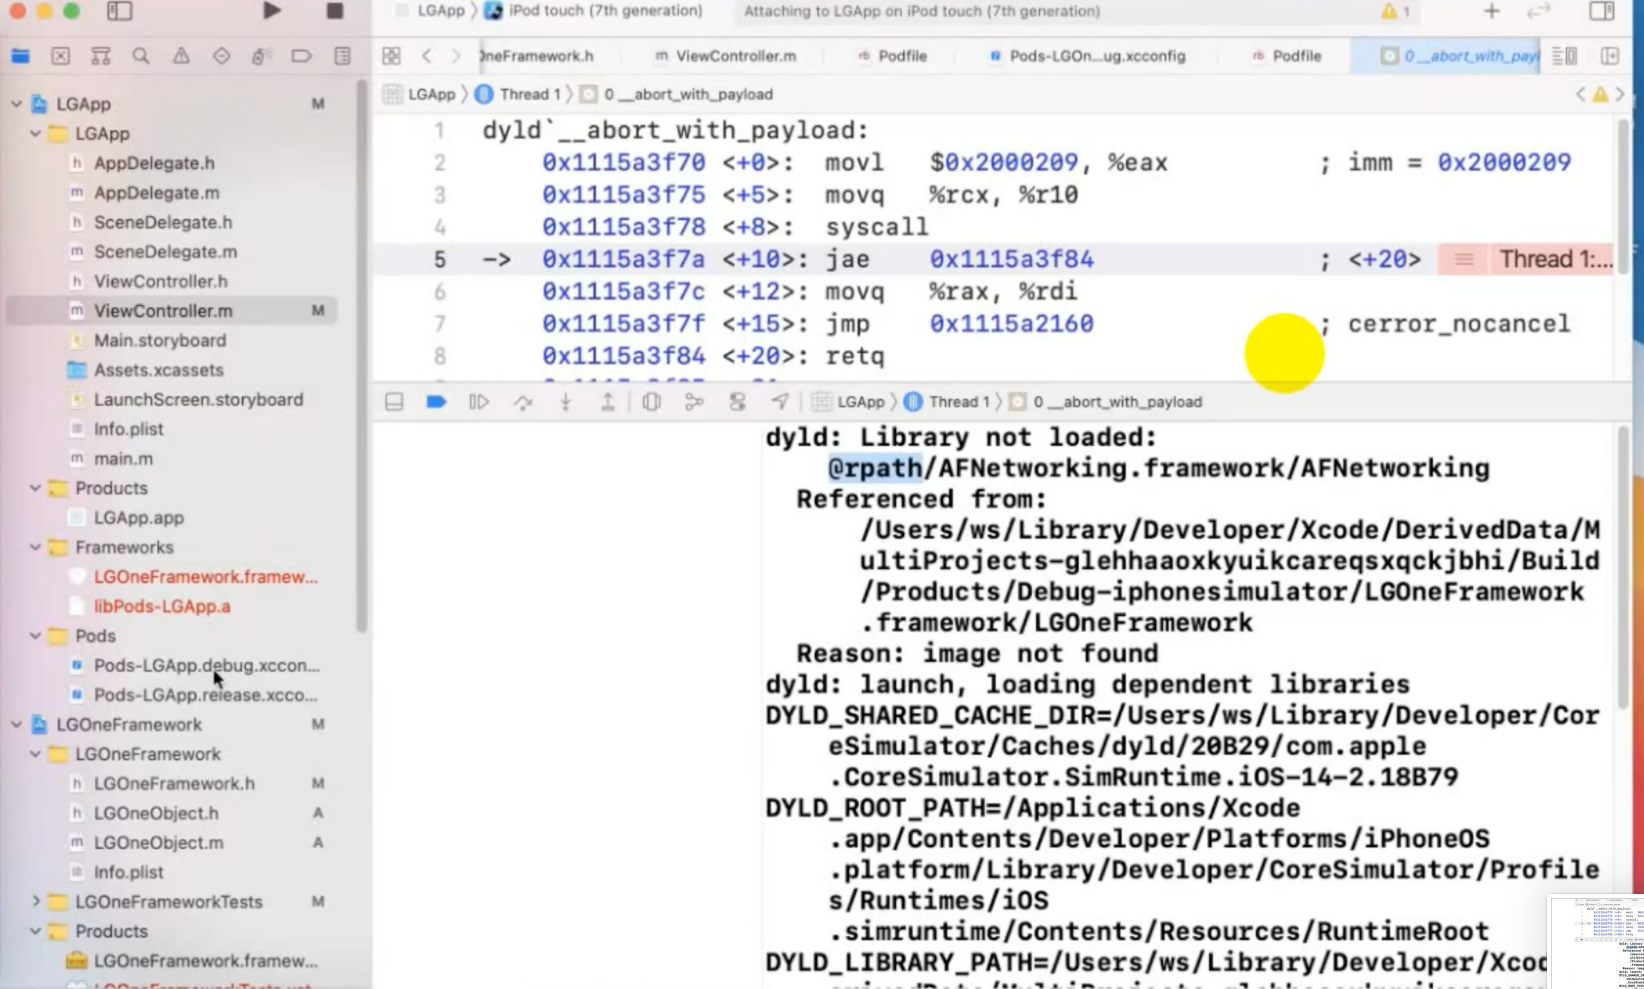 LGApp 〉 iPod touch (7th generation)
Attaching to LGApp on iPod touch (7th generation)
1
OneFramework.h
m ViewController.m
rb Podfile
Pods-LGOn...ug.xcconfig
rb Podfile
0 __abort_with_payl
LGApp 〉 Thread 1 〉 0 __abort_with_payload
LGApp M
LGApp
h AppDelegate.h
m AppDelegate.m
h SceneDelegate.h
m SceneDelegate.m
h ViewController.h
m ViewController.m M
Main.storyboard
Assets.xcassets
LaunchScreen.storyboard
Info.plist
main.m
Products
LGApp.app
Frameworks
LGOneFramework.framew...
libPods-LGApp.a
Pods
Pods-LGApp.debug.xccon...
Pods-LGApp.release.xcco...
LGOneFramework M
LGOneFramework
h LGOneFramework.h M
h LGOneObject.h A
m LGOneObject.m A
Info.plist
LGOneFrameworkTests M
Products
LGOneFramework.framew...
1 dyld`__abort_with_payload:
2 0x1115a3f70 <+0>: movl $0x2000209, %eax ; imm = 0x2000209
3 0x1115a3f75 <+5>: movq %rcx, %r10
4 0x1115a3f78 <+8>: syscall
5 -> 0x1115a3f7a <+10>: jae 0x1115a3f84 ; <+20> Thread 1:...
6 0x1115a3f7c <+12>: movq %rax, %rdi
7 0x1115a3f7f <+15>: jmp 0x1115a2160 ; cerror_nocancel
8 0x1115a3f84 <+20>: retq
LGApp 〉 Thread 1 〉 0 __abort_with_payload
dyld: Library not loaded:
@rpath/AFNetworking.framework/AFNetworking
Referenced from:
/Users/ws/Library/Developer/Xcode/DerivedData/M
ultiProjects-glehhaaoxkyuikcareqsxqckjbhi/Build
/Products/Debug-iphonesimulator/LGOneFramework
.framework/LGOneFramework
Reason: image not found
dyld: launch, loading dependent libraries
DYLD_SHARED_CACHE_DIR=/Users/ws/Library/Developer/Cor
eSimulator/Caches/dyld/20B29/com.apple
.CoreSimulator.SimRuntime.iOS-14-2.18B79
DYLD_ROOT_PATH=/Applications/Xcode
.app/Contents/Developer/Platforms/iPhoneOS
.platform/Library/Developer/CoreSimulator/Profile
s/Runtimes/iOS
.simruntime/Contents/Resources/RuntimeRoot
DYLD_LIBRARY_PATH=/Users/ws/Library/Developer/Xcod